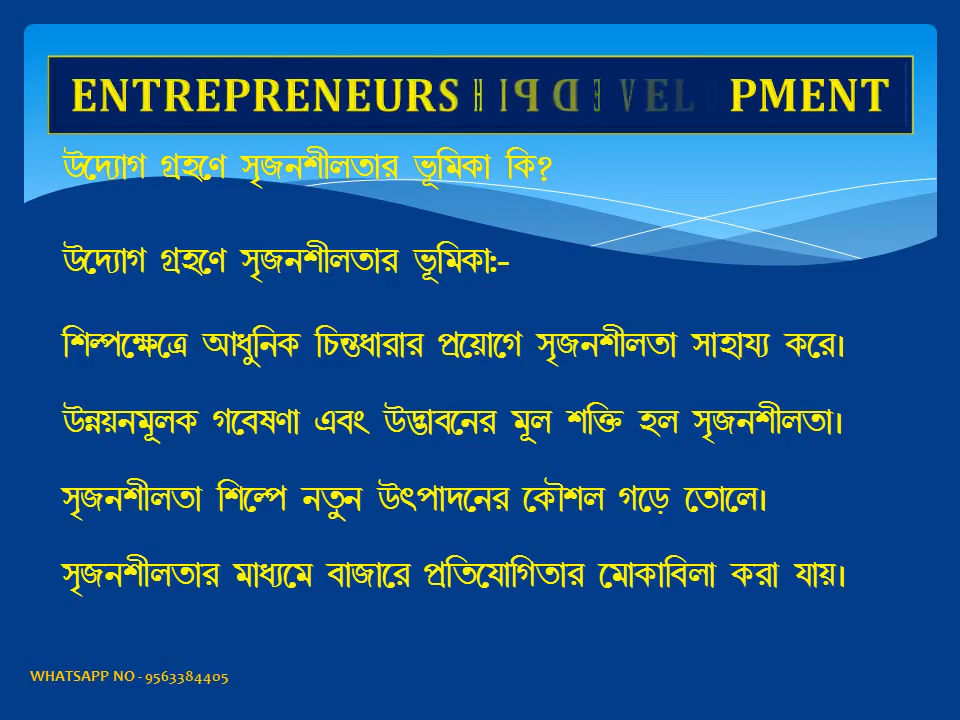 ENTREPRENEURSHIP DEVELOPMENT
উদ্যোগ গ্রহণে সৃজনশীলতার ভূমিকা কি?
উদ্যোগ গ্রহণে সৃজনশীলতার ভূমিকা:-
শিল্পক্ষেত্রে আধুনিক চিন্তধারার প্রয়োগে সৃজনশীলতা সাহায্য করে।
উন্নয়নমূলক গবেষণা এবং উদ্ভাবনের মূল শক্তি হল সৃজনশীলতা।
সৃজনশীলতা শিল্পে নতুন উৎপাদনের কৌশল গড়ে তোলে।
সৃজনশীলতার মাধ্যমে বাজারে প্রতিযোগিতার মোকাবিলা করা যায়।
WHATSAPP NO - 9563384405